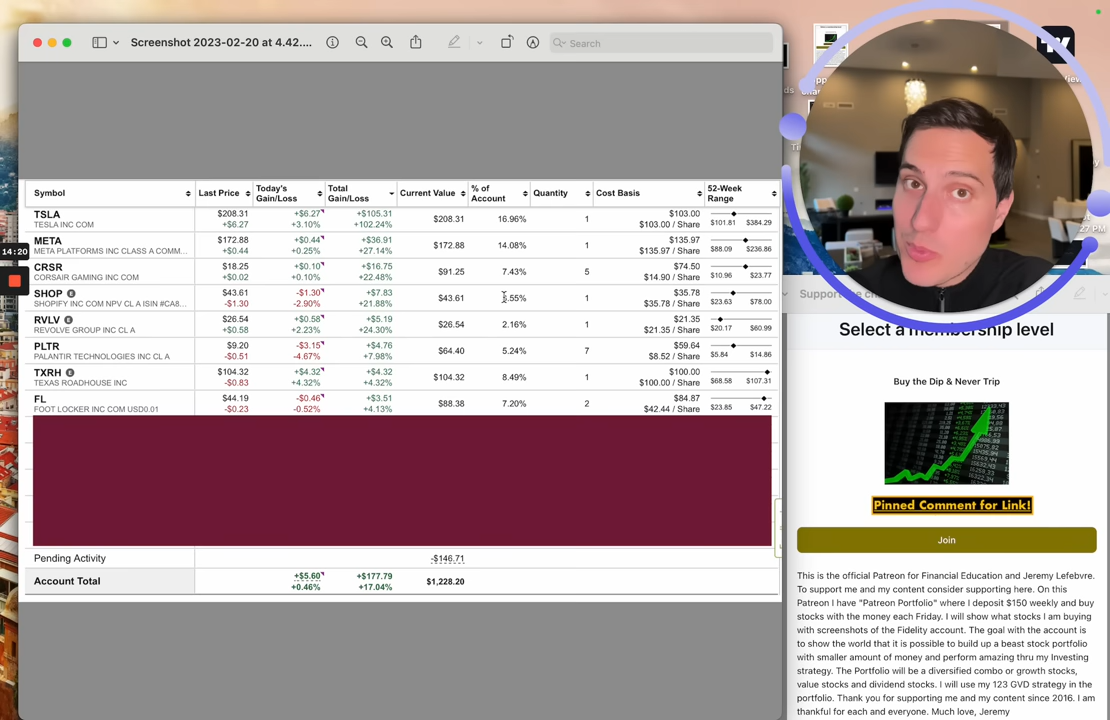 Screenshot 2023-02-20 at 4.42....
Search
Symbol Last Price Today's Gain/Loss Total Gain/Loss Current Value % of Account Quantity Cost Basis 52-Week Range
TSLA $208.31 +$6.27 +$105.31 $208.31 16.96% 1 $103.00
TESLA INC COM +$6.27 +3.10% +102.24% $103.00 / Share $101.81 $384.29
META $172.88 +$0.44 +$36.91 $172.88 14.08% 1 $135.97
META PLATFORMS INC CLASS A COMM... +$0.44 +0.25% +27.14% $135.97 / Share $88.09 $236.86
CRSR $18.25 +$0.10 +$16.75 $91.25 7.43% 5 $74.50
CORSAIR GAMING INC COM +$0.02 +0.10% +22.48% $14.90 / Share $10.96 $23.77
SHOP E $43.61 -$1.30 +$7.83 $43.61 .55% 1 $35.78
SHOPIFY INC COM NPV CL A ISIN #CA8... -$1.30 -2.90% +21.88% $35.78 / Share $23.63 $78.00
RVLV E $26.54 +$0.58 +$5.19 $26.54 2.16% 1 $21.35
REVOLVE GROUP INC CL A +$0.58 +2.23% +24.30% $21.35 / Share $20.17 $60.99
PLTR $9.20 -$3.15 +$4.76 $64.40 5.24% 7 $59.64
PALANTIR TECHNOLOGIES INC CL A -$0.51 -4.67% +7.98% $8.52 / Share $5.84 $14.86
TXRH E $104.32 +$4.32 +$4.32 $104.32 8.49% 1 $100.00
TEXAS ROADHOUSE INC -$0.83 +4.32% +4.32% $100.00 / Share $68.58 $107.31
FL $44.19 -$0.46 +$3.51 $88.38 7.20% 2 $84.87
FOOT LOCKER INC COM USD0.01 -$0.23 -0.52% +4.13% $42.44 / Share $23.85 $47.22
Pending Activity -$146.71
Account Total +$5.60 +$177.79 $1,228.20
+0.46% +17.04%
14:20
27 PM
Select a membership level
Buy the Dip & Never Trip
Pinned Comment for Link!
Join
This is the official Patreon for Financial Education and Jeremy Lefebvre.
To support me and my content consider supporting here. On this
Patreon I have "Patreon Portfolio" where I deposit $150 weekly and buy
stocks with the money each Friday. I will show what stocks I am buying
with screenshots of the Fidelity account. The goal with the account is
to show the world that it is possible to build up a beast stock portfolio
with smaller amount of money and perform amazing thru my Investing
strategy. The Portfolio will be a diversified combo or growth stocks,
value stocks and dividend stocks. I will use my 123 GVD strategy in the
portfolio. Thank you for supporting me and my content since 2016. I am
thankful for each and everyone. Much love, Jeremy